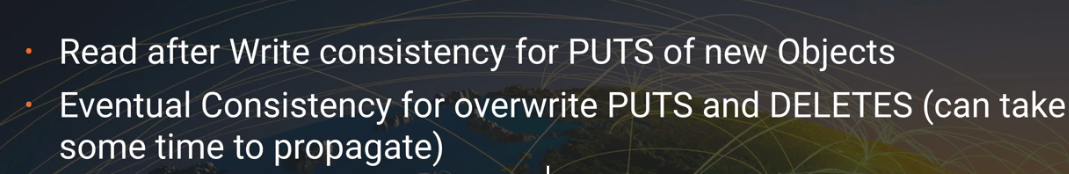 • Read after Write consistency for PUTS of new Objects
• Eventual Consistency for overwrite PUTS and DELETES (can take
some time to propagate)